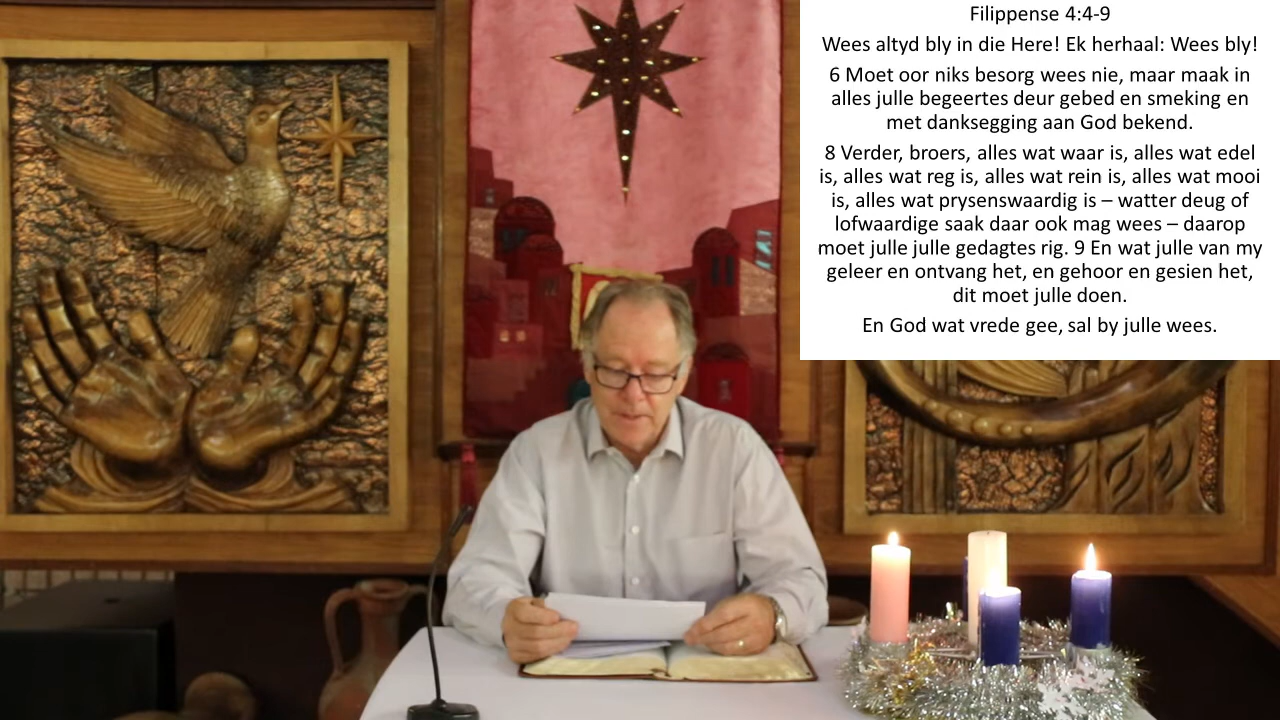 Filippense 4:4-9
Wees altyd bly in die Here! Ek herhaal: Wees bly!
6 Moet oor niks besorg wees nie, maar maak in
alles julle begeertes deur gebed en smeking en
met danksegging aan God bekend.
8 Verder, broers, alles wat waar is, alles wat edel
is, alles wat reg is, alles wat rein is, alles wat mooi
is, alles wat prysenswaardig is – watter deug of
lofwaardige saak daar ook mag wees – daarop
moet julle julle gedagtes rig. 9 En wat julle van my
geleer en ontvang het, en gehoor en gesien het,
dit moet julle doen.
En God wat vrede gee, sal by julle wees.